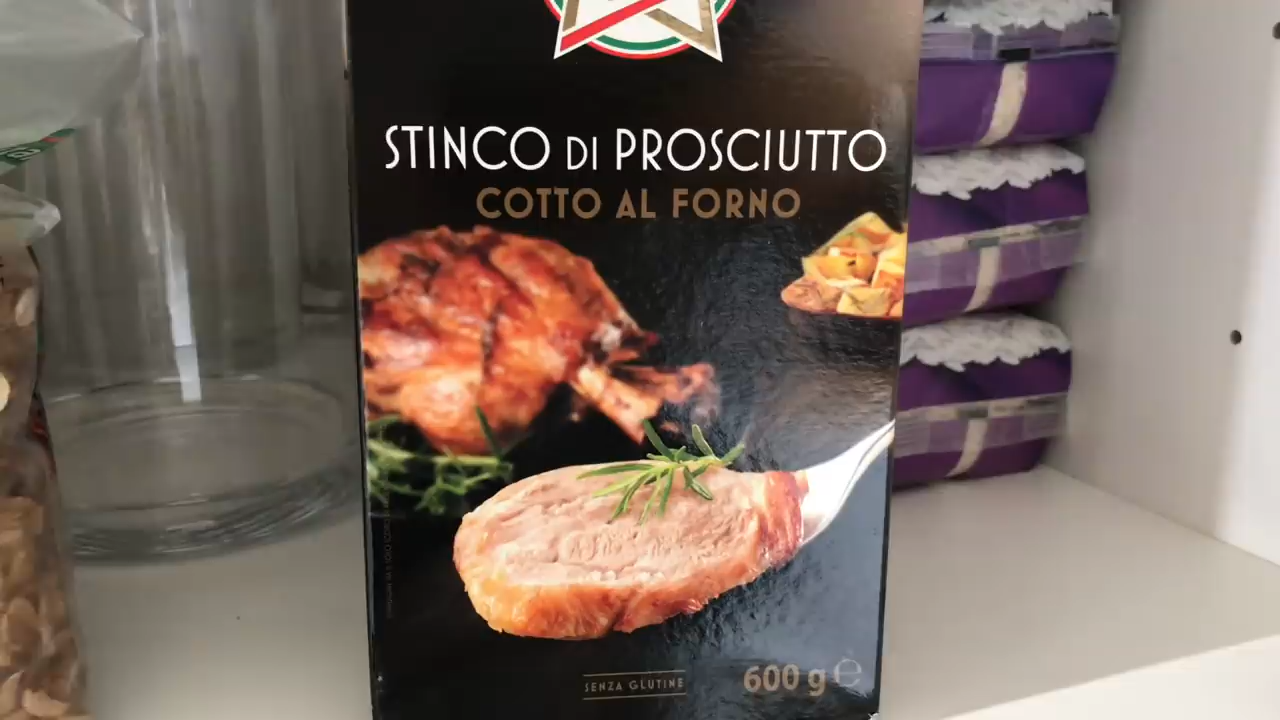 STINCO DI PROSCIUTTO
COTTO AL FORNO
SENZA GLUTINE
600 g ℮